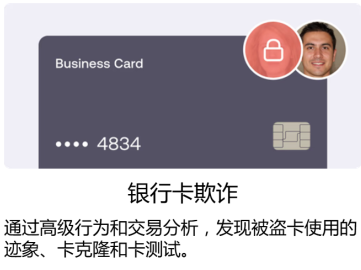 Business Card
•••• 4834
银行卡欺诈
通过高级行为和交易分析，发现被盗卡使用的
迹象、卡克隆和卡测试。